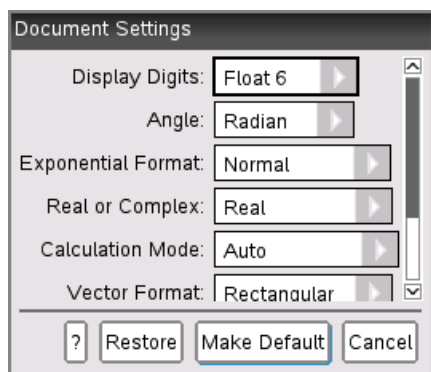 Document Settings
Display Digits: Float 6
Angle: Radian
Exponential Format: Normal
Real or Complex: Real
Calculation Mode: Auto
Vector Format: Rectangular
? Restore Make Default Cancel